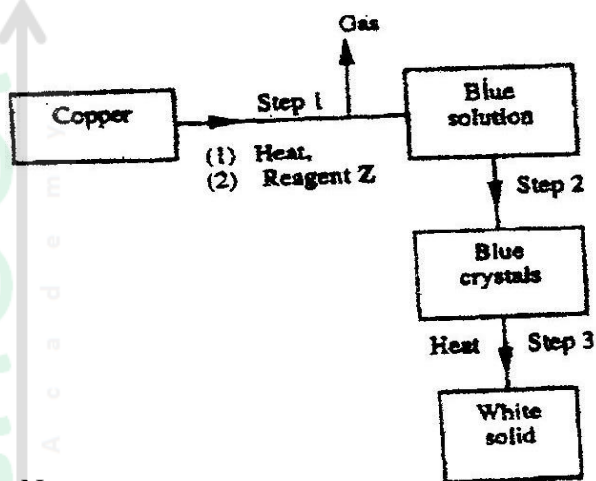 Gas
Copper
Step 1
(1) Heat,
(2) Reagent Z
Blue
solution
Step 2
Blue
crystals
Heat
Step 3
White
solid